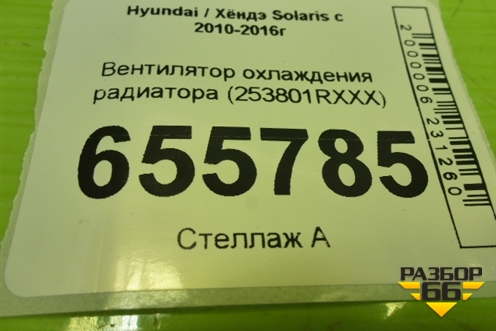 Hyundai / Хёндэ Solaris с
2010-2016г
Вентилятор охлаждения
радиатора (253801RXXX)
655785
Стеллаж А
2000006231260
РАЗБОР
66